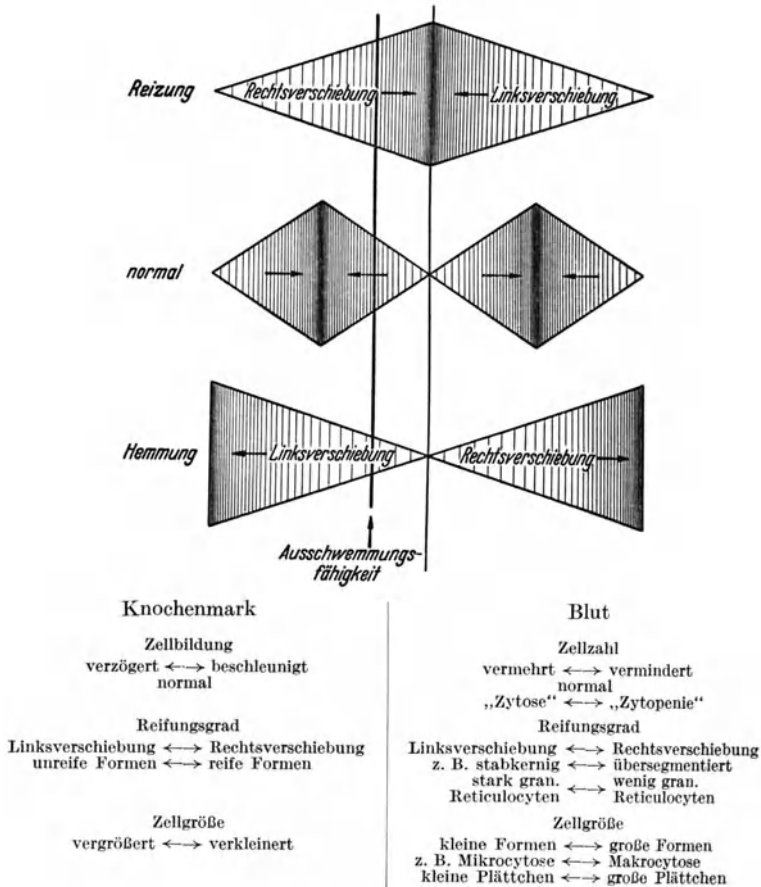 Reizung
Rechtsverschiebung
Linksverschiebung
normal
Hemmung
Linksverschiebung
Rechtsverschiebung
Ausschwemmungs-
fähigkeit
Knochenmark
Zellbildung
verzögert ←→ beschleunigt
normal
Reifungsgrad
Linksverschiebung ←→ Rechtsverschiebung
unreife Formen ←→ reife Formen
Zellgröße
vergrößert ←→ verkleinert
Blut
Zellzahl
vermehrt ←→ vermindert
normal
„Zytose“ ←→ „Zytopenie“
Reifungsgrad
Linksverschiebung ←→ Rechtsverschiebung
z. B. stabkernig ←→ übersegmentiert
stark gran. ←→ wenig gran.
Reticulocyten Reticulocyten
Zellgröße
kleine Formen ←→ große Formen
z. B. Mikrocytose ←→ Makrocytose
kleine Plättchen ←→ große Plättchen